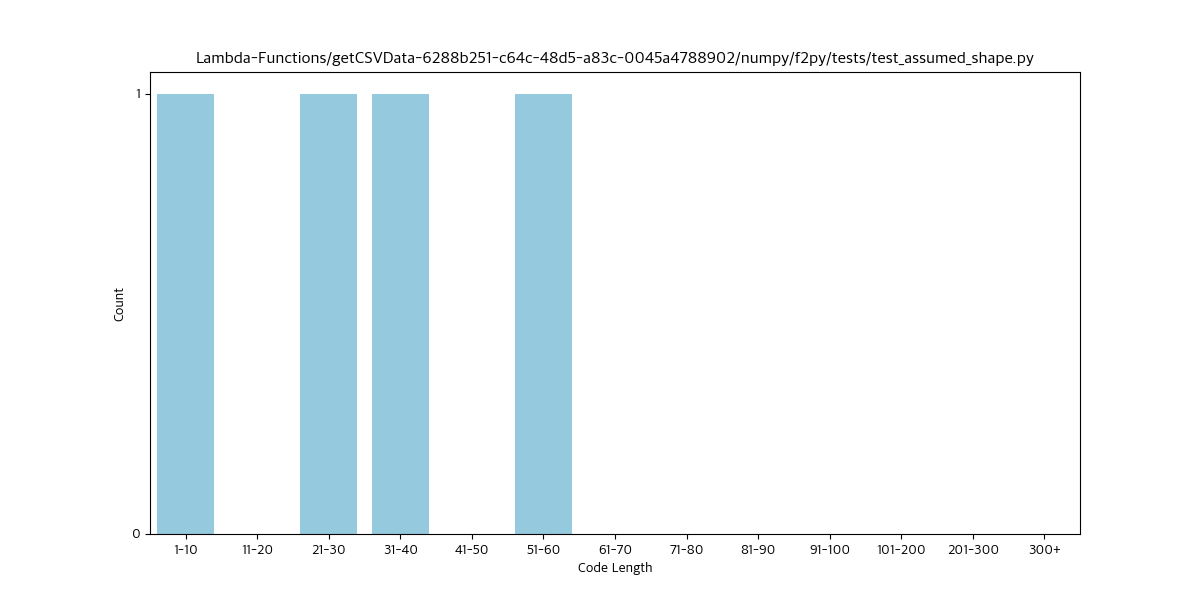 Lambda-Functions/getCSVData-6288b251-c64c-48d5-a83c-0045a4788902/numpy/f2py/tests/test_assumed_shape.py
1
Count
0
1-10 11-20 21-30 31-40 41-50 51-60 61-70 71-80 81-90 91-100 101-200 201-300 300+
Code Length